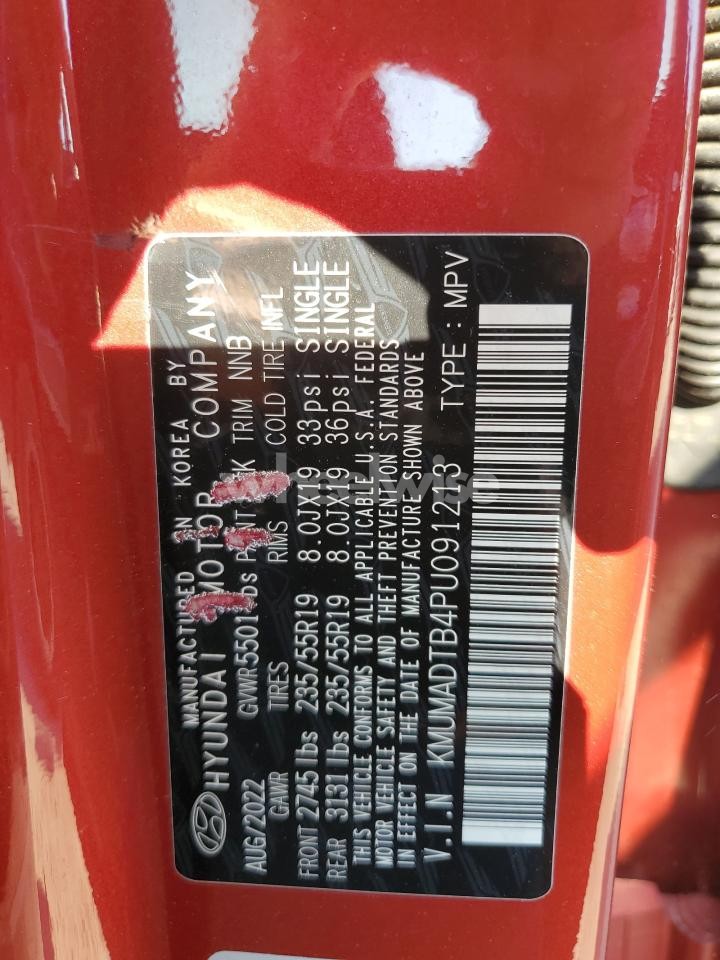 MANUFACTURED IN KOREA BY
HYUNDAI MOTOR COMPANY
AUG/2022 GVWR 5501 lbs PAINT K TRIM NNB
GAWR TIRES RIMS COLD TIRE INFL
FRONT 2745 lbs 235/55R19 8.0JX19 33psi SINGLE
REAR 3131 lbs 235/55R19 8.0JX19 36psi SINGLE
THIS VEHICLE CONFORMS TO ALL APPLICABLE U.S.A. FEDERAL
MOTOR VEHICLE SAFETY AND THEFT PREVENTION STANDARDS
IN EFFECT ON THE DATE OF MANUFACTURE SHOWN ABOVE
V.I.N KMUMADTB4PU091263 TYPE : MPV